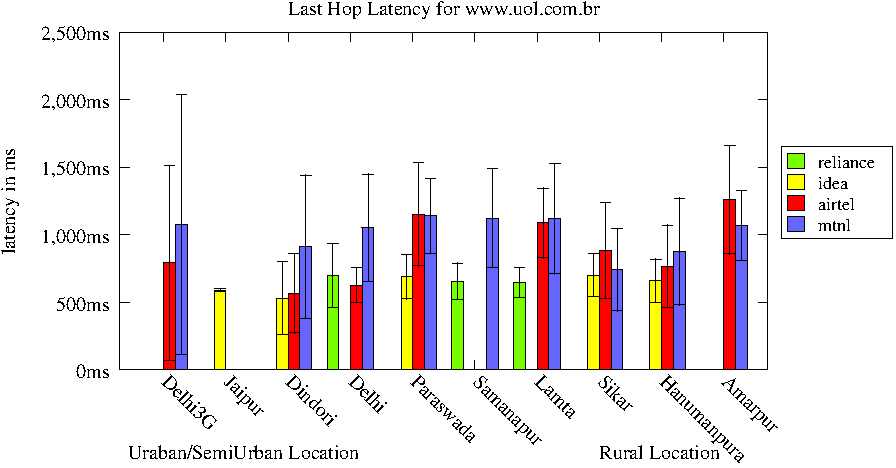 Last Hop Latency for www.uol.com.br
2,500ms
2,000ms
1,500ms
1,000ms
500ms
0ms
latency in ms
reliance
idea
airtel
mtnl
Delhi3G
Jaipur
Dindori
Delhi
Paraswada
Samanapur
Lamta
Sikar
Hanumanpura
Amarpur
Uraban/SemiUrban Location
Rural Location